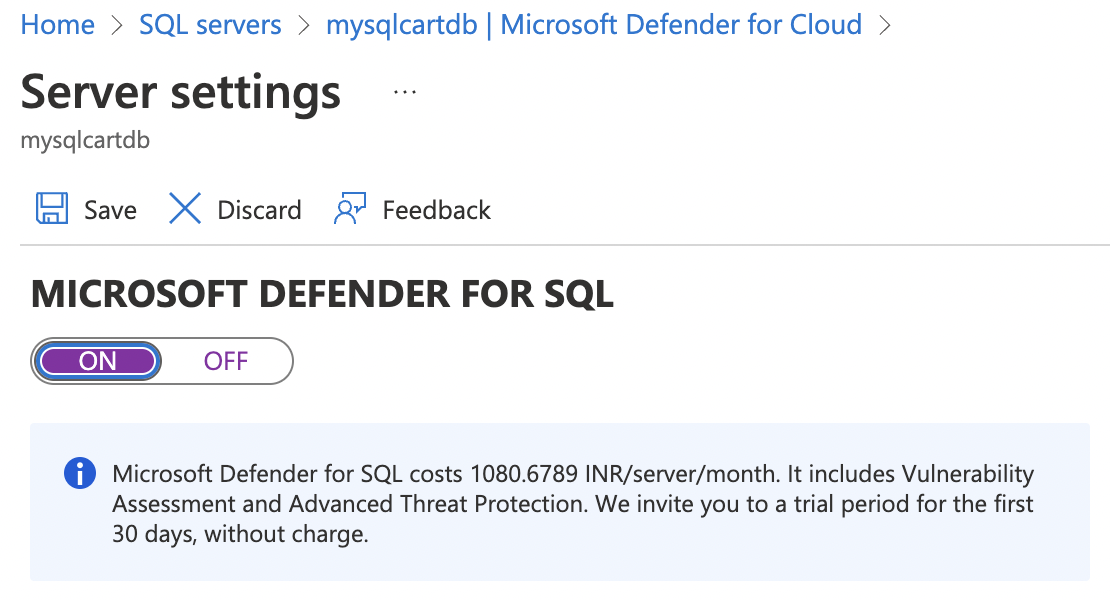 Home > SQL servers > mysqlcartdb | Microsoft Defender for Cloud >
Server settings ...
mysqlcartdb
Save Discard Feedback
MICROSOFT DEFENDER FOR SQL
ON OFF
Microsoft Defender for SQL costs 1080.6789 INR/server/month. It includes Vulnerability
Assessment and Advanced Threat Protection. We invite you to a trial period for the first
30 days, without charge.